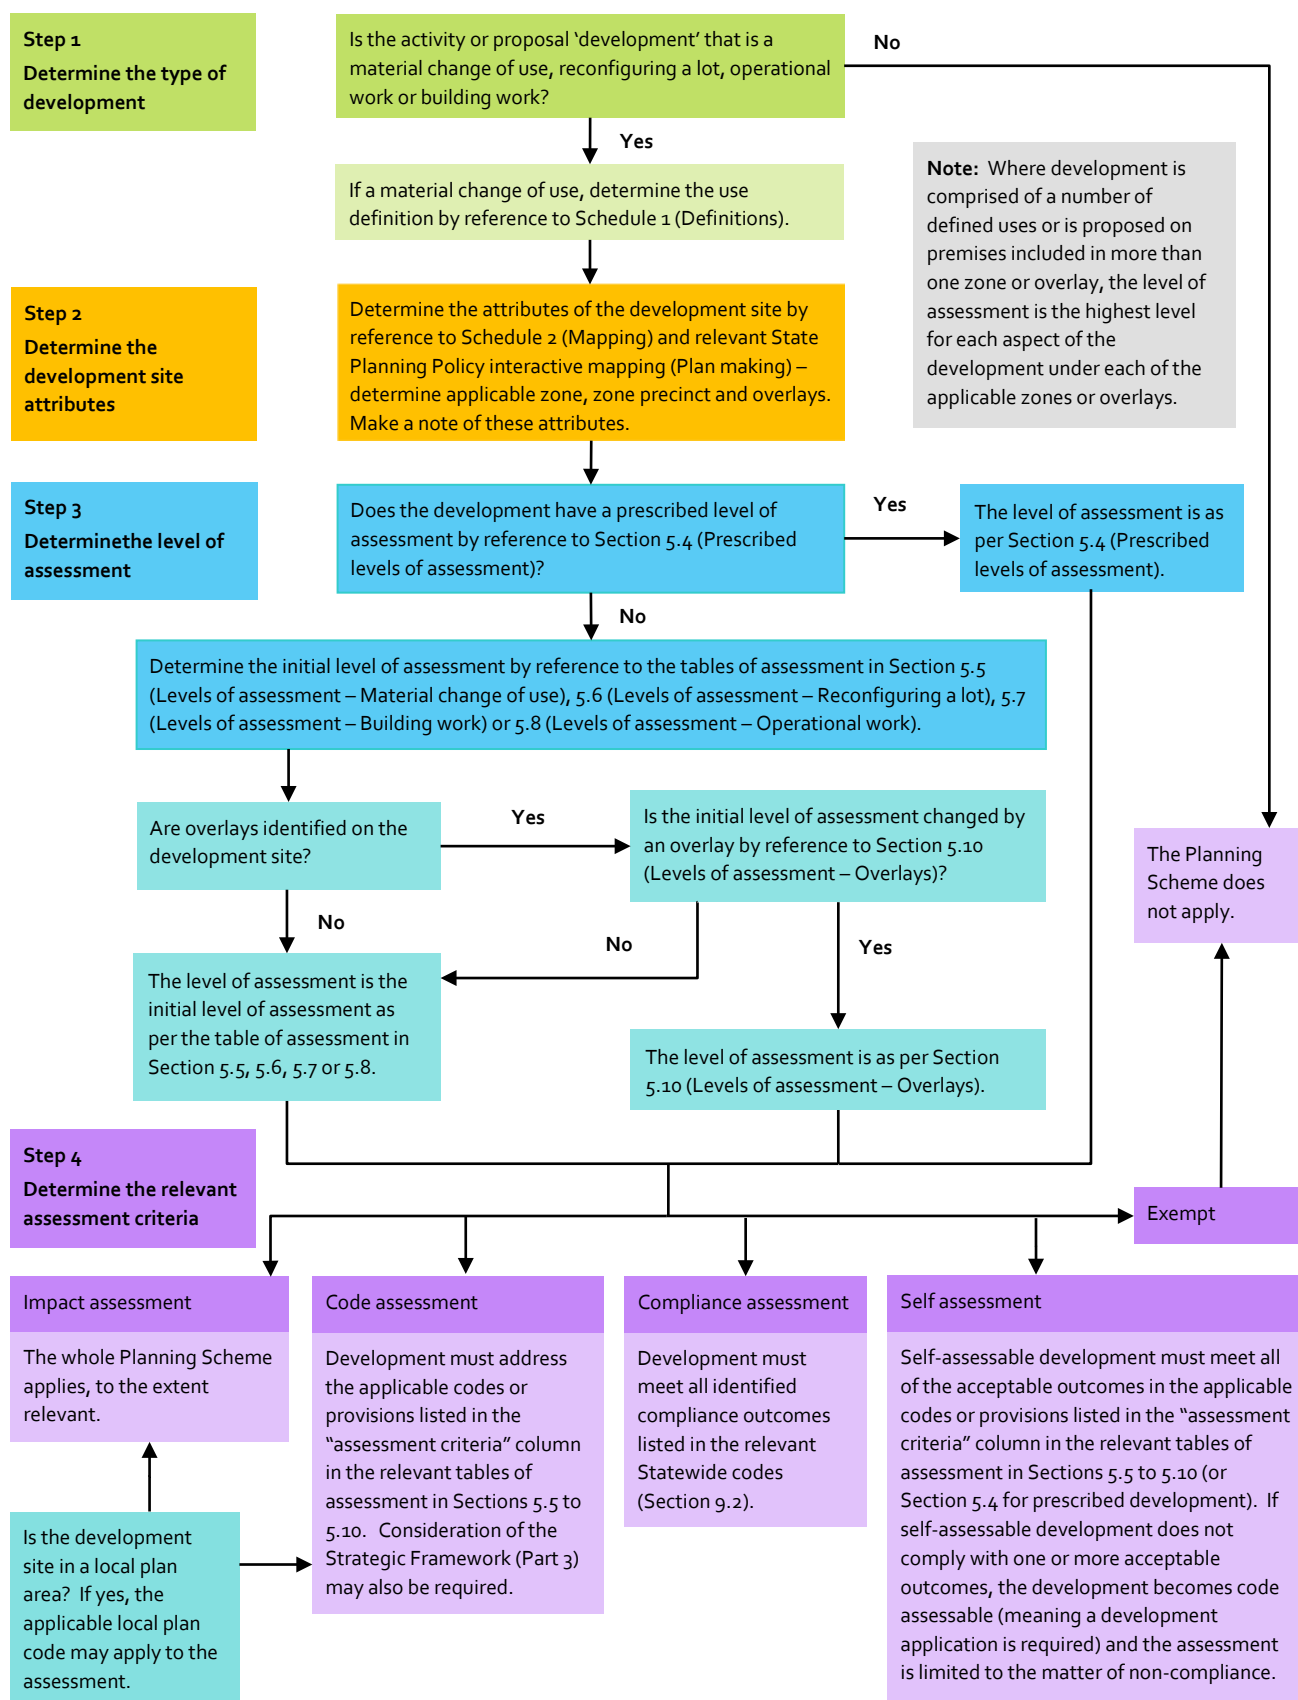 Step 1
Determine the type of
development
Is the activity or proposal ‘development’ that is a
material change of use, reconfiguring a lot, operational
work or building work?
No
Yes
If a material change of use, determine the use
definition by reference to Schedule 1 (Definitions).
Note: Where development is
comprised of a number of
defined uses or is proposed on
premises included in more than
one zone or overlay, the level of
assessment is the highest level
for each aspect of the
development under each of the
applicable zones or overlays.
Step 2
Determine the
development site
attributes
Determine the attributes of the development site by
reference to Schedule 2 (Mapping) and relevant State
Planning Policy interactive mapping (Plan making) –
determine applicable zone, zone precinct and overlays.
Make a note of these attributes.
Step 3
Determinethe level of
assessment
Does the development have a prescribed level of
assessment by reference to Section 5.4 (Prescribed
levels of assessment)?
Yes
The level of assessment is as
per Section 5.4 (Prescribed
levels of assessment).
No
Determine the initial level of assessment by reference to the tables of assessment in Section 5.5
(Levels of assessment – Material change of use), 5.6 (Levels of assessment – Reconfiguring a lot), 5.7
(Levels of assessment – Building work) or 5.8 (Levels of assessment – Operational work).
Are overlays identified on the
development site?
Yes
Is the initial level of assessment changed by
an overlay by reference to Section 5.10
(Levels of assessment – Overlays)?
The Planning
Scheme does
not apply.
No
No
Yes
The level of assessment is the
initial level of assessment as
per the table of assessment in
Section 5.5, 5.6, 5.7 or 5.8.
The level of assessment is as per Section
5.10 (Levels of assessment – Overlays).
Step 4
Determine the relevant
assessment criteria
Exempt
Impact assessment
The whole Planning Scheme
applies, to the extent
relevant.
Is the development
site in a local plan
area? If yes, the
applicable local plan
code may apply to the
assessment.
Code assessment
Development must address
the applicable codes or
provisions listed in the
“assessment criteria” column
in the relevant tables of
assessment in Sections 5.5 to
5.10. Consideration of the
Strategic Framework (Part 3)
may also be required.
Compliance assessment
Development must
meet all identified
compliance outcomes
listed in the relevant
Statewide codes
(Section 9.2).
Self assessment
Self-assessable development must meet all
of the acceptable outcomes in the applicable
codes or provisions listed in the “assessment
criteria” column in the relevant tables of
assessment in Sections 5.5 to 5.10 (or
Section 5.4 for prescribed development). If
self-assessable development does not
comply with one or more acceptable
outcomes, the development becomes code
assessable (meaning a development
application is required) and the assessment
is limited to the matter of non-compliance.